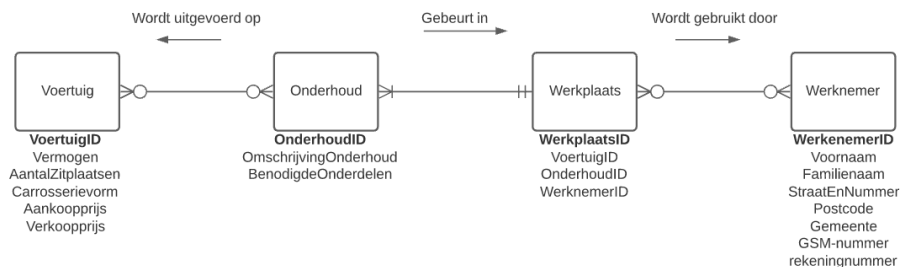 Wordt uitgevoerd op
Gebeurt in
Wordt gebruikt door
Voertuig
Onderhoud
Werkplaats
Werknemer
VoertuigID
Vermogen
AantalZitplaatsen
Carrosserievorm
Aankoopprijs
Verkoopprijs
OnderhoudID
OmschrijvingOnderhoud
BenodigdeOnderdelen
WerkplaatsID
VoertuigID
OnderhoudID
WerknemerID
WerkenemerID
Voornaam
Familienaam
StraatEnNummer
Postcode
Gemeente
GSM-nummer
rekeningnummer